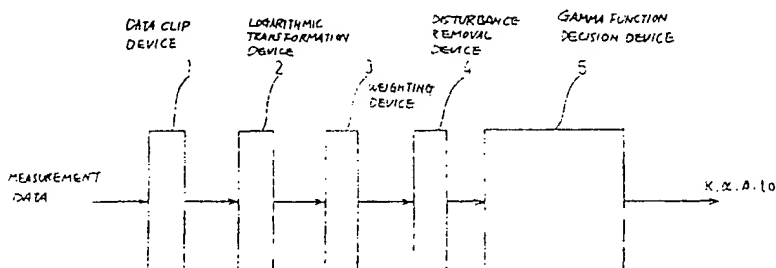 DATA CLIP
DEVICE
1
LOGARITHMIC
TRANSFORMATION
DEVICE
2
3
WEIGHTING
DEVICE
DISTURBANCE
REMOVAL
DEVICE
4
GAMMA FUNCTION
DECISION DEVICE
5
MEASUREMENT
DATA
K.α.Δ.to